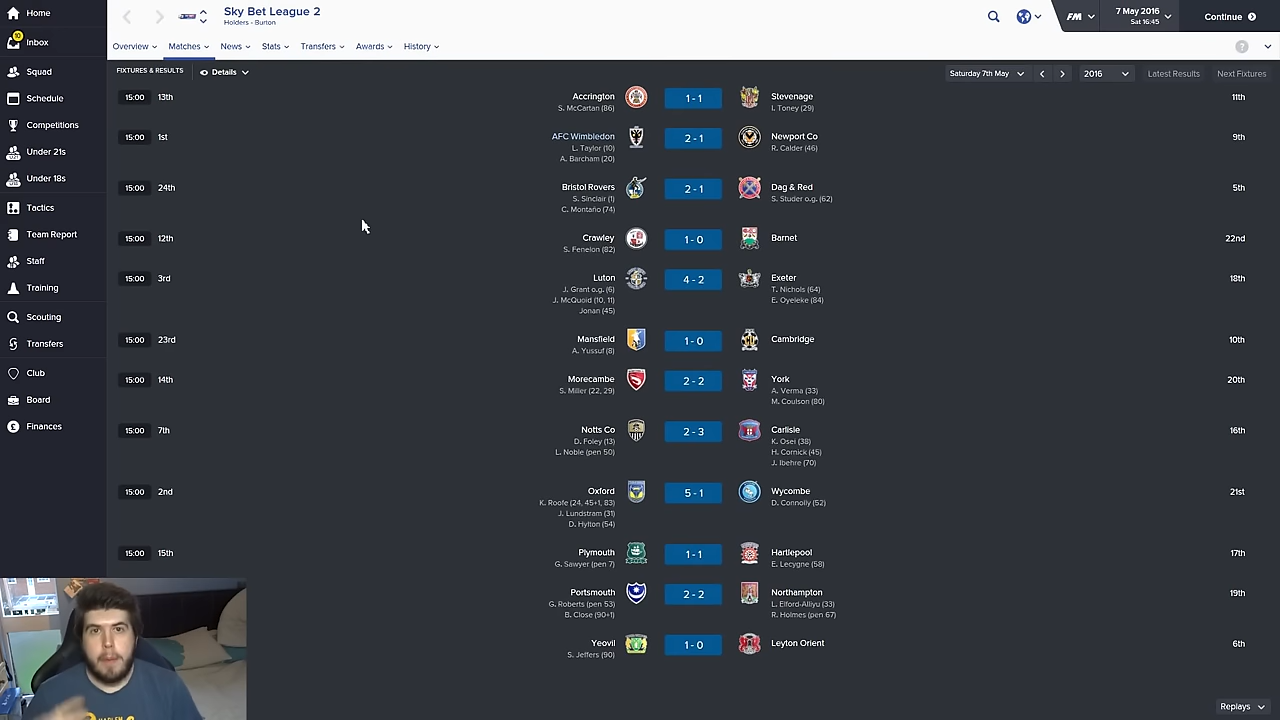 Home
10
Inbox
Squad
Schedule
Competitions
Under 21s
Under 18s
Tactics
Team Report
Staff
Training
Scouting
Transfers
Club
Board
Finances
Sky Bet League 2
Holders - Burton
FM
7 May 2016
Sat 16:45
Continue
Overview
Matches
News
Stats
Transfers
Awards
History
?
FIXTURES & RESULTS
Details
Saturday 7th May
2016
Latest Results
Next Fixtures
15:00 13th Accrington 1 - 1 Stevenage 11th
S. McCartan (86) I. Toney (29)
15:00 1st AFC Wimbledon 2 - 1 Newport Co 9th
L. Taylor (10) R. Calder (46)
A. Barcham (20)
15:00 24th Bristol Rovers 2 - 1 Dag & Red 5th
S. Sinclair (1) S. Studer o.g. (62)
C. Montaño (74)
15:00 12th Crawley 1 - 0 Barnet 22nd
S. Fenelon (82)
15:00 3rd Luton 4 - 2 Exeter 18th
J. Grant o.g. (6) T. Nichols (64)
J. McQuoid (10, 11) E. Oyeleke (84)
Jonan (45)
15:00 23rd Mansfield 1 - 0 Cambridge 10th
A. Yussuf (8)
15:00 14th Morecambe 2 - 2 York 20th
S. Miller (22, 29) A. Verma (33)
M. Coulson (80)
15:00 7th Notts Co 2 - 3 Carlisle 16th
D. Foley (13) K. Osei (38)
L. Noble (pen 50) H. Cornick (45)
J. Ibehre (70)
15:00 2nd Oxford 5 - 1 Wycombe 21st
K. Roofe (24, 45+1, 83) D. Connolly (52)
J. Lundstram (31)
D. Hylton (54)
15:00 15th Plymouth 1 - 1 Hartlepool 17th
G. Sawyer (pen 7) E. Lecygne (58)
Portsmouth 2 - 2 Northampton 19th
G. Roberts (pen 53) L. Elford-Alliyu (33)
B. Close (90+1) R. Holmes (pen 67)
Yeovil 1 - 0 Leyton Orient 6th
S. Jeffers (90)
Replays